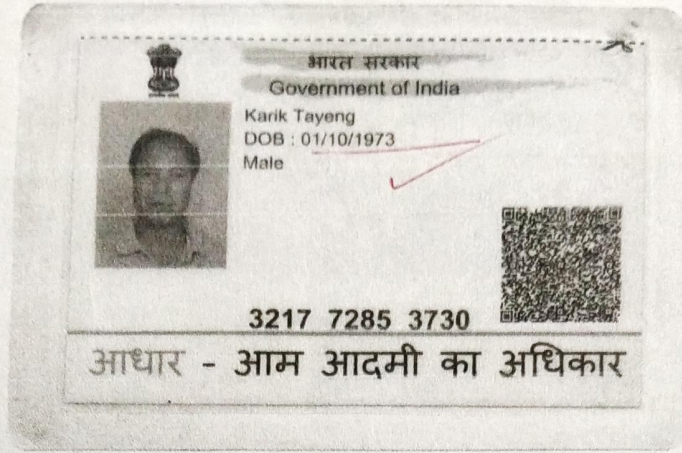 भारत सरकार
Government of India
Karik Tayeng
DOB : 01/10/1973
Male
3217 7285 3730
आधार - आम आदमी का अधिकार